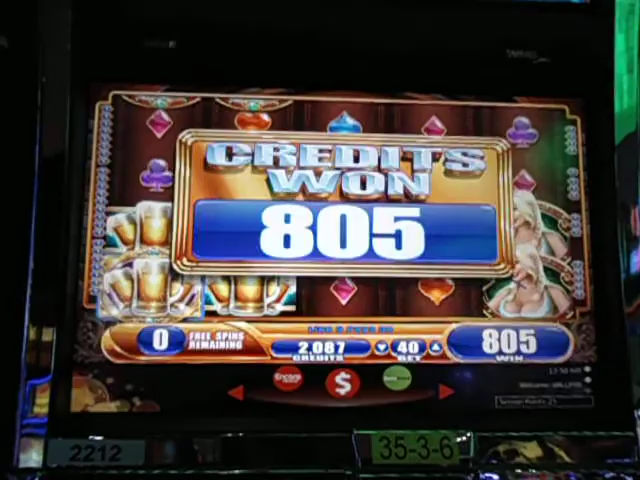 CREDITS
WON
805
0 FREE SPINS
REMAINING
2,087
CREDITS
40
BET
805
WIN
$
2212
35-3-6